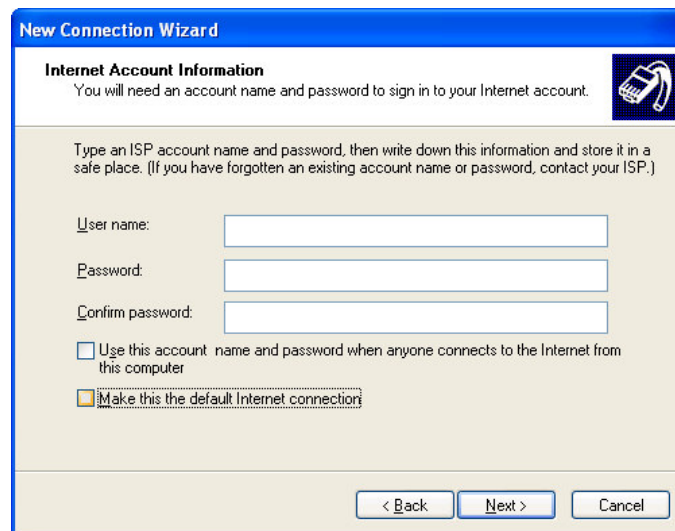 New Connection Wizard
Internet Account Information
You will need an account name and password to sign in to your Internet account.
Type an ISP account name and password, then write down this information and store it in a
safe place. (If you have forgotten an existing account name or password, contact your ISP.)
User name:
Password:
Confirm password:
Use this account name and password when anyone connects to the Internet from
this computer
Make this the default Internet connection
< Back
Next >
Cancel